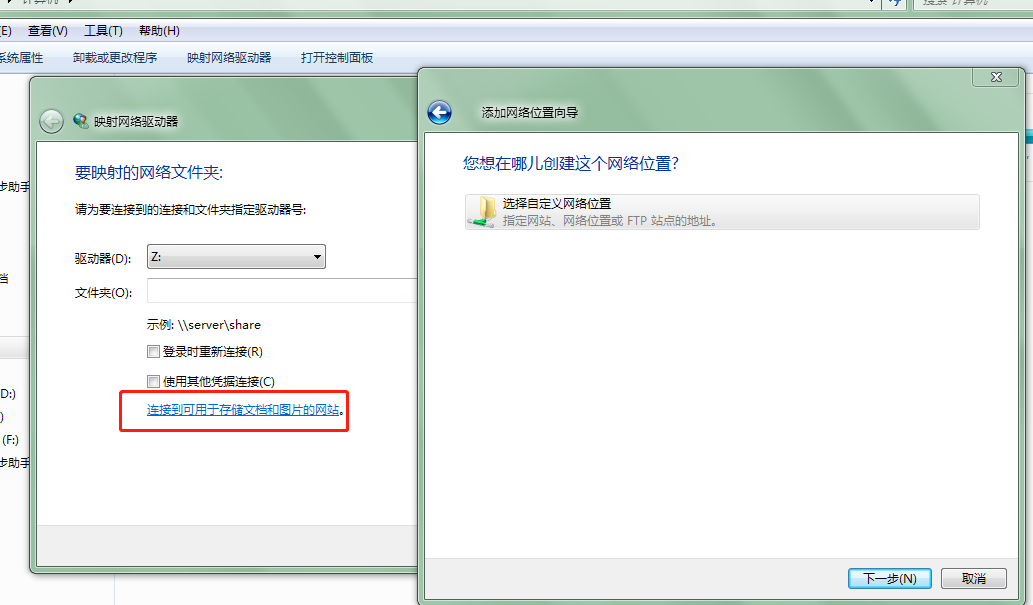 (E) 查看(V) 工具(T) 帮助(H)
系统属性 卸载或更改程序 映射网络驱动器 打开控制面板
映射网络驱动器
要映射的网络文件夹:
请为要连接到的连接和文件夹指定驱动器号:
驱动器(D): Z:
文件夹(O):
示例: \\server\share
登录时重新连接(R)
使用其他凭据连接(C)
连接到可用于存储文档和图片的网站。
步助手
档
D:)
)
(F:)
步助手
添加网络位置向导
您想在哪儿创建这个网络位置?
选择自定义网络位置
指定网站、网络位置或 FTP 站点的地址。
下一步(N) 取消